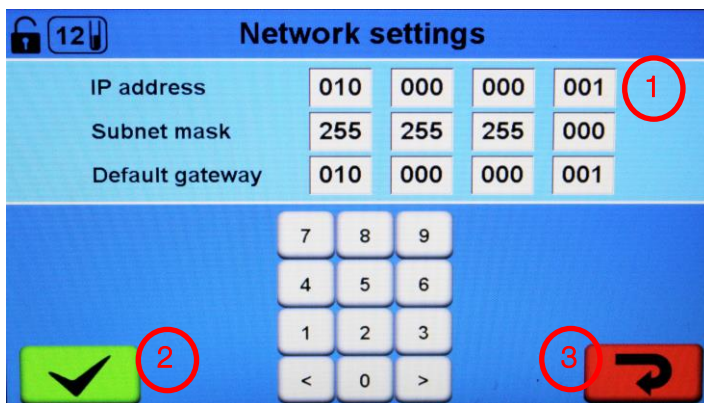 12 Network settings
IP address 010 000 000 001 1
Subnet mask 255 255 255 000
Default gateway 010 000 000 001
7 8 9
4 5 6
1 2 3
2 3
< 0 >